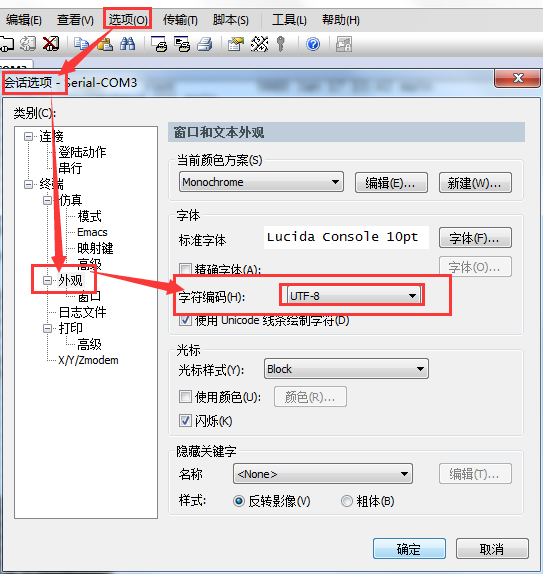 编辑(E) 查看(V) 选项(O) 传输(T) 脚本(S) 工具(L) 帮助(H)
会话选项 - Serial-COM3
类别(C):
连接
登陆动作
串行
终端
仿真
模式
Emacs
映射键
高级
外观
窗口
日志文件
打印
高级
X/Y/Zmodem
窗口和文本外观
当前颜色方案(S)
Monochrome 编辑(E)... 新建(W)...
字体
标准字体 Lucida Console 10pt 字体(F)...
精确字体(A): 字体(O)...
字符编码(H): UTF-8
使用 Unicode 线条绘制字符(D)
光标
光标样式(Y): Block
使用颜色(U): 颜色(R)...
闪烁(K)
隐藏关键字
名称 <None> 编辑(T)...
样式: 反转影像(V) 粗体(B)
确定 取消